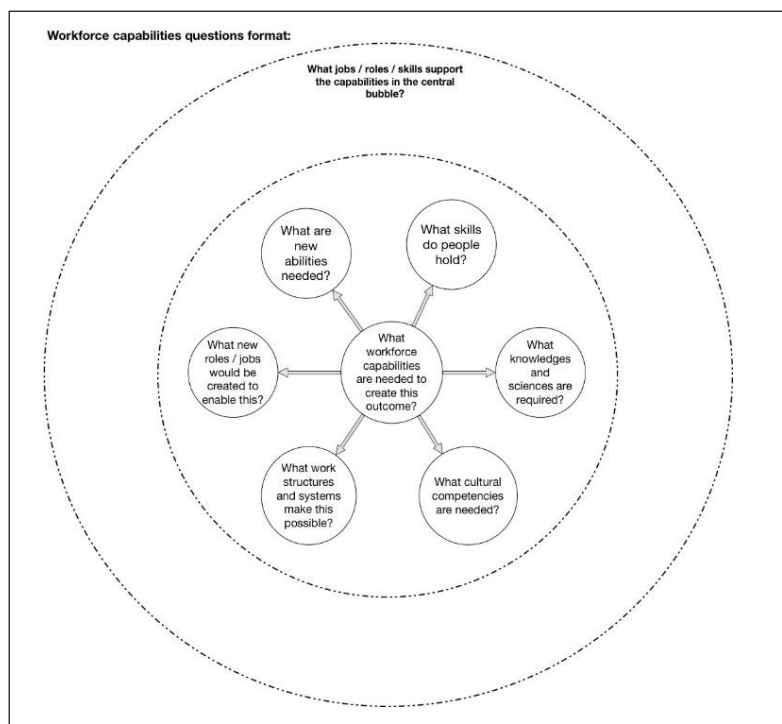 Workforce capabilities questions format:
What jobs / roles / skills support
the capabilities in the central
bubble?
What are
new
abilities
needed?
What skills
do people
hold?
What new
roles / jobs
would be
created to
enable this?
What
workforce
capabilities
are needed to
create this
outcome?
What
knowledges
and
sciences are
required?
What work
structures
and systems
make this
possible?
What cultural
competencies
are needed?